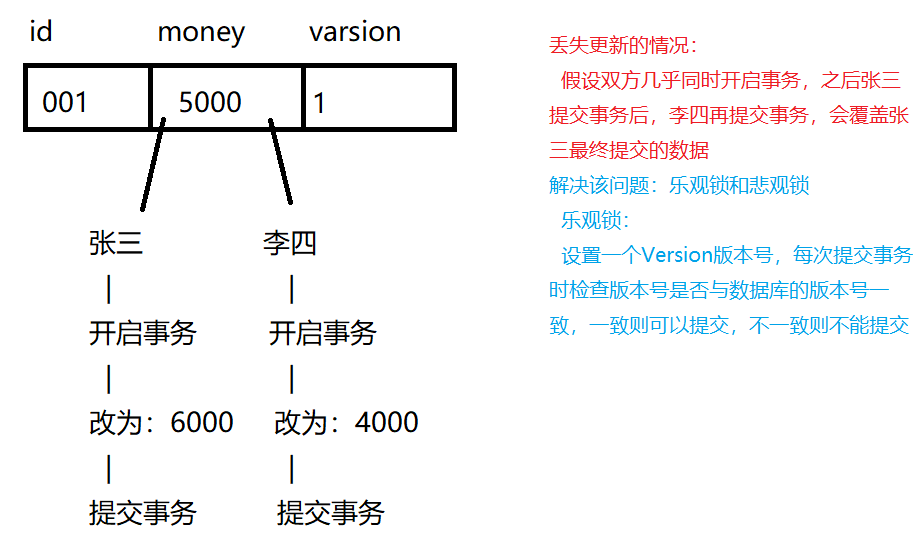 id money varsion
001 5000 1
张三 李四
| |
开启事务 开启事务
| |
改为：6000 改为：4000
| |
提交事务 提交事务
丢失更新的情况：
假设双方几乎同时开启事务，之后张三
提交事务后，李四再提交事务，会覆盖张
三最终提交的数据
解决该问题：乐观锁和悲观锁
乐观锁：
设置一个Version版本号，每次提交事务
时检查版本号是否与数据库的版本号一
致，一致则可以提交，不一致则不能提交